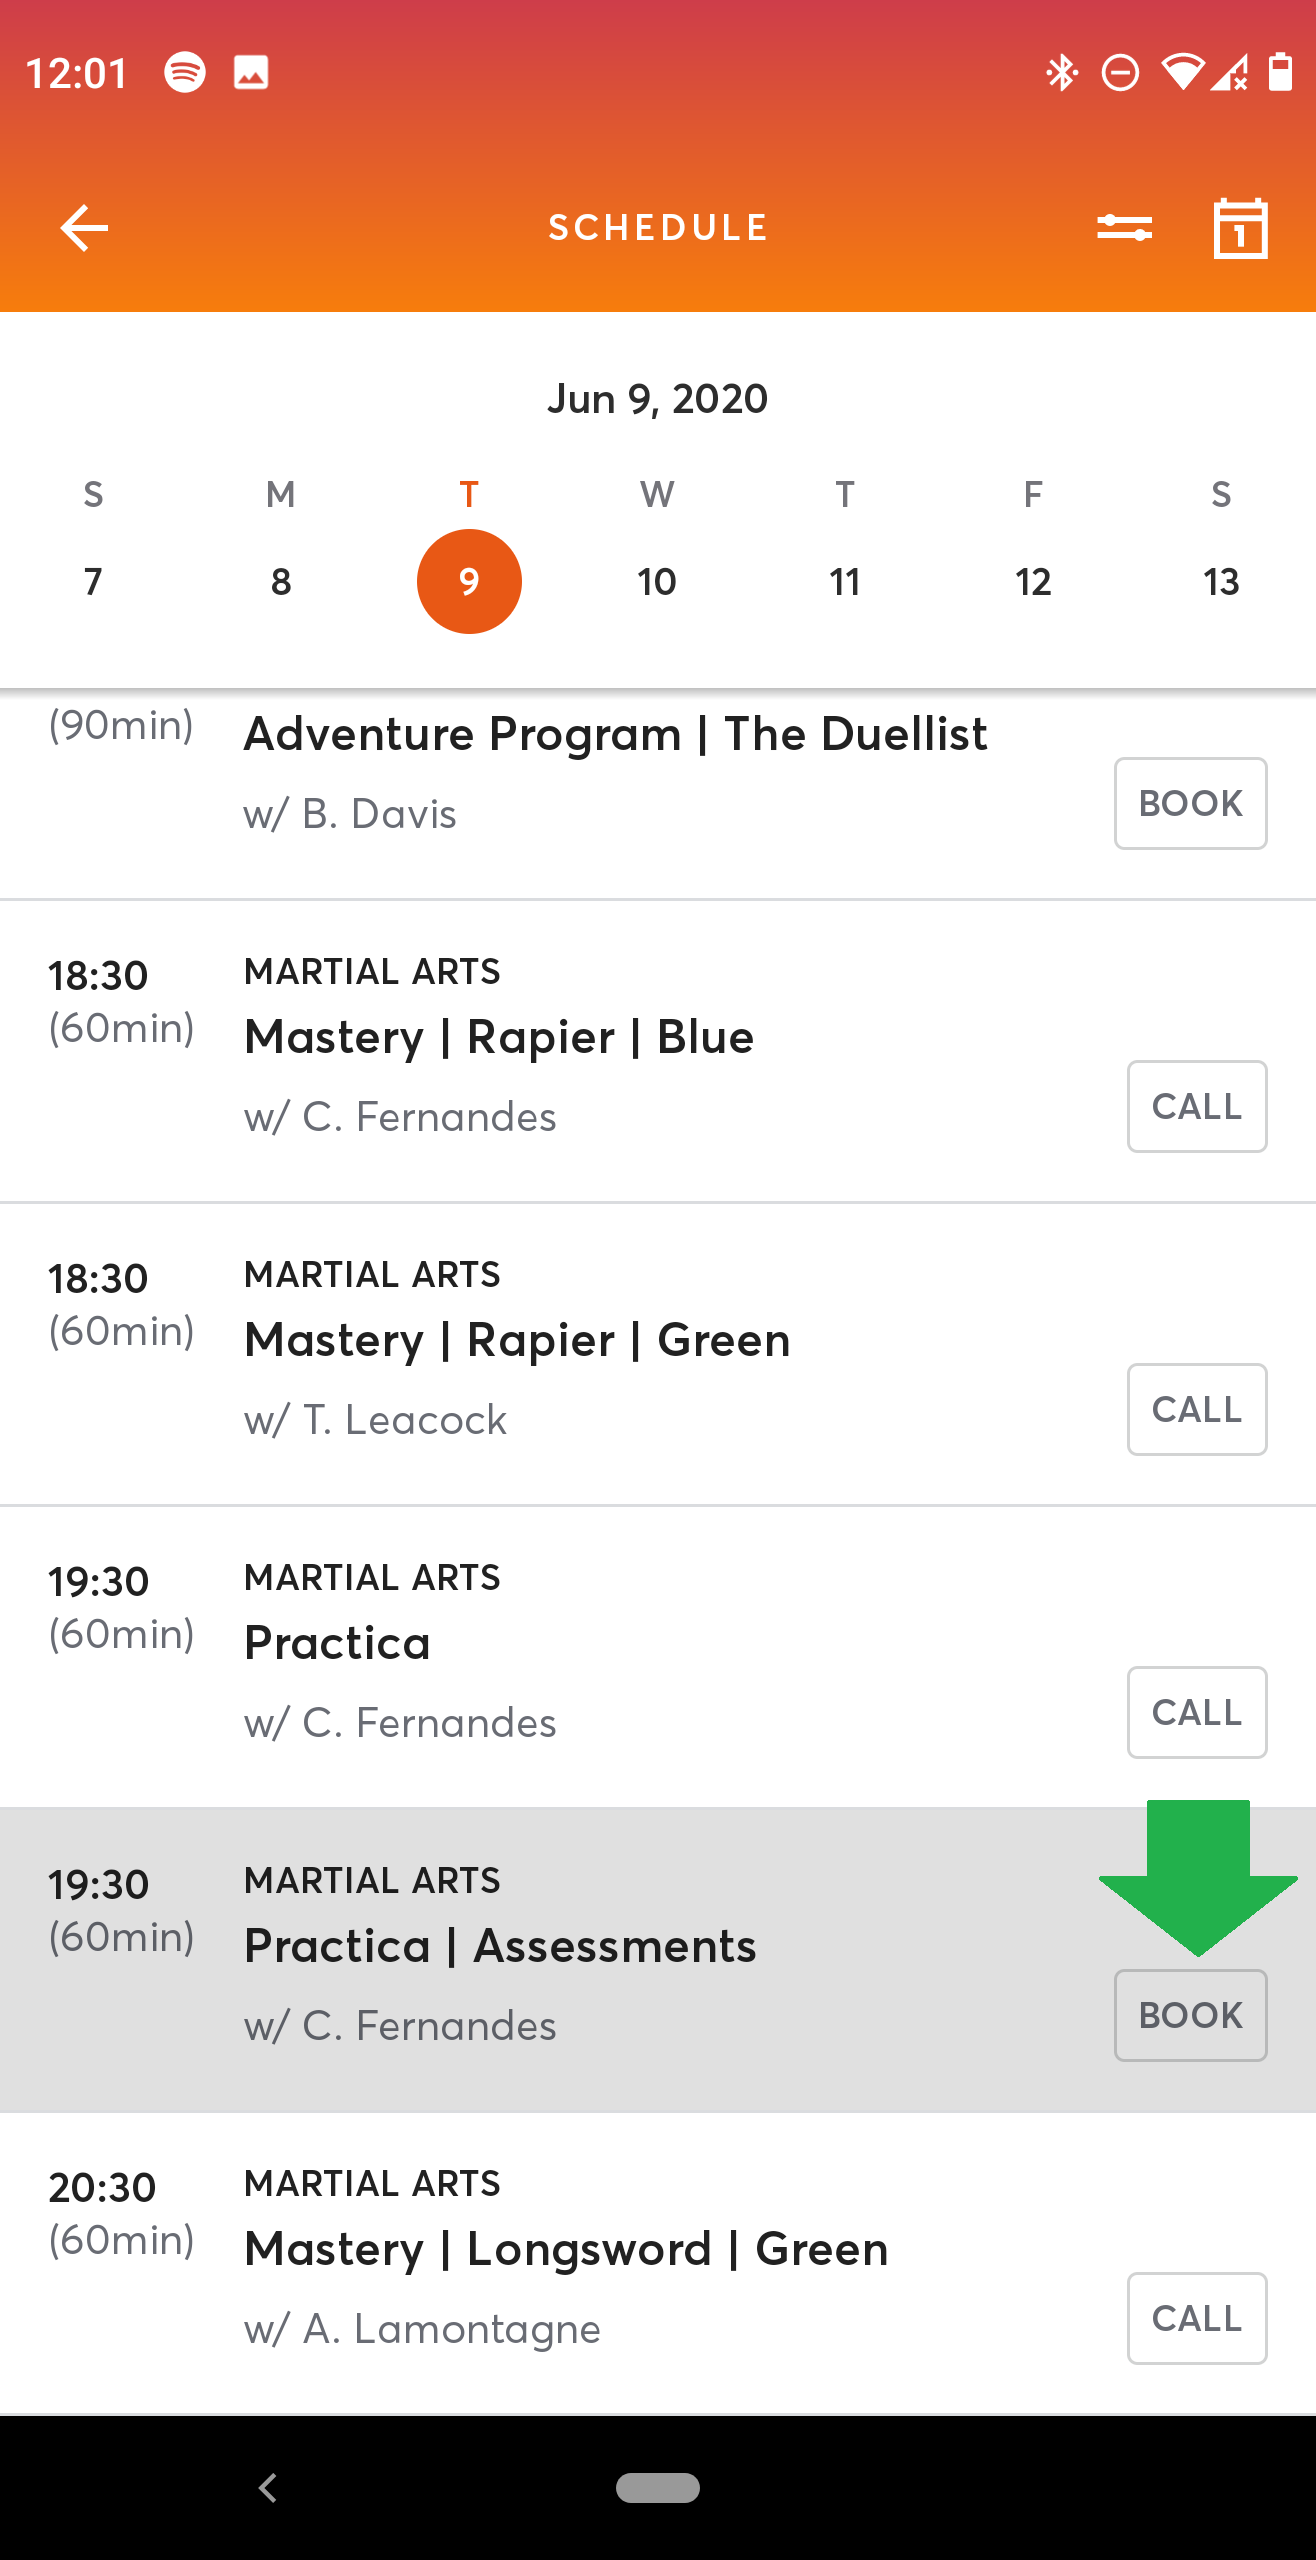 12:01
SCHEDULE
1
Jun 9, 2020
S M T W T F S
7 8 9 10 11 12 13
(90min)
Adventure Program | The Duellist
w/ B. Davis
BOOK
18:30
(60min)
MARTIAL ARTS
Mastery | Rapier | Blue
w/ C. Fernandes
CALL
18:30
(60min)
MARTIAL ARTS
Mastery | Rapier | Green
w/ T. Leacock
CALL
19:30
(60min)
MARTIAL ARTS
Practica
w/ C. Fernandes
CALL
19:30
(60min)
MARTIAL ARTS
Practica | Assessments
w/ C. Fernandes
BOOK
20:30
(60min)
MARTIAL ARTS
Mastery | Longsword | Green
w/ A. Lamontagne
CALL